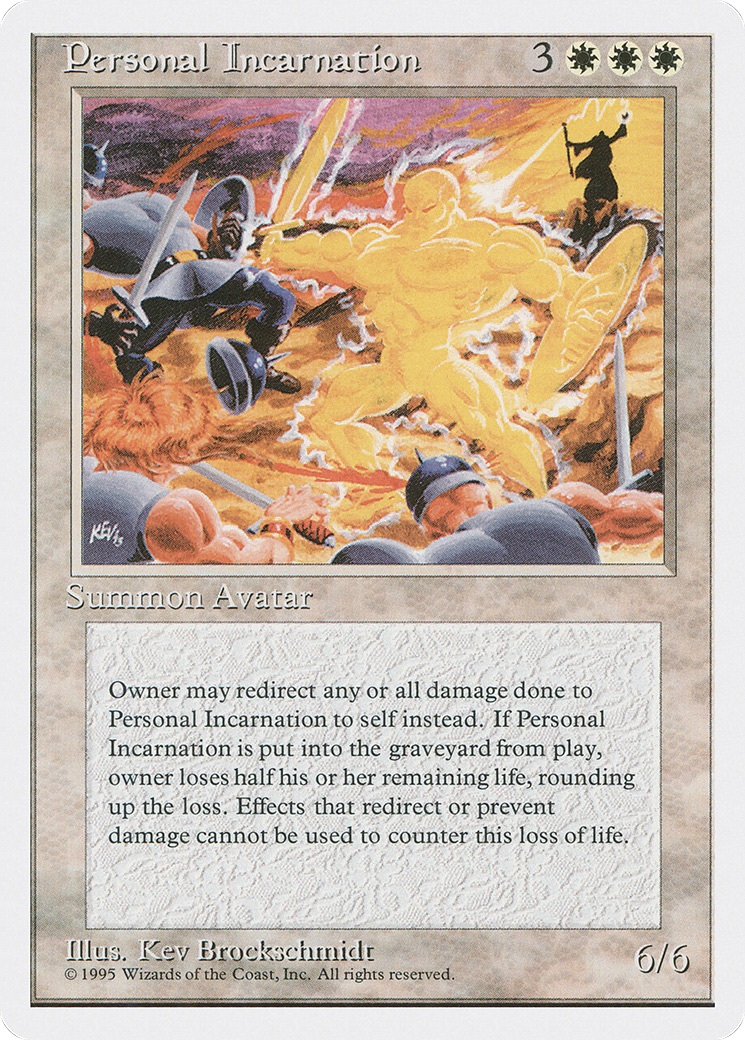 Personal Incarnation 3
KEV 95
Summon Avatar
Owner may redirect any or all damage done to
Personal Incarnation to self instead. If Personal
Incarnation is put into the graveyard from play,
owner loses half his or her remaining life, rounding
up the loss. Effects that redirect or prevent
damage cannot be used to counter this loss of life.
Illus. Kev Brockschmidt
© 1995 Wizards of the Coast, Inc. All rights reserved.
6/6